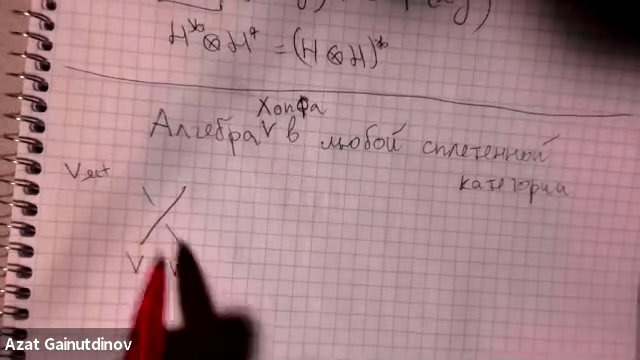 H* ⊗ H* = (H ⊗ H)*
Хопфа
Алгебра V в любой сплетенной
категории
Vect
V V
Azat Gainutdinov